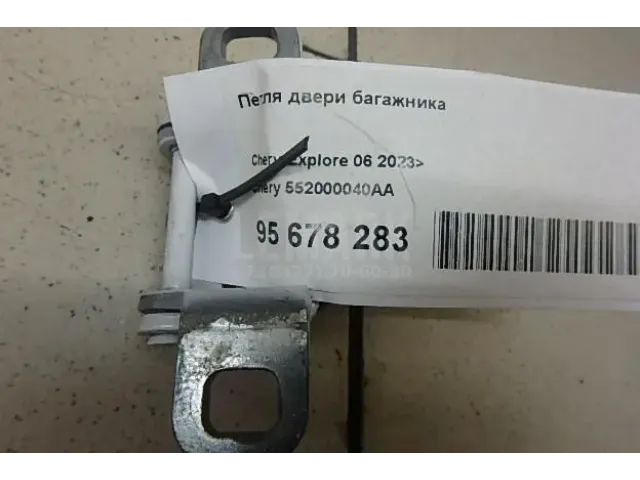 Петля двери багажника
Chery Explore 06 2023>
Chery 552000040AA
95 678 283